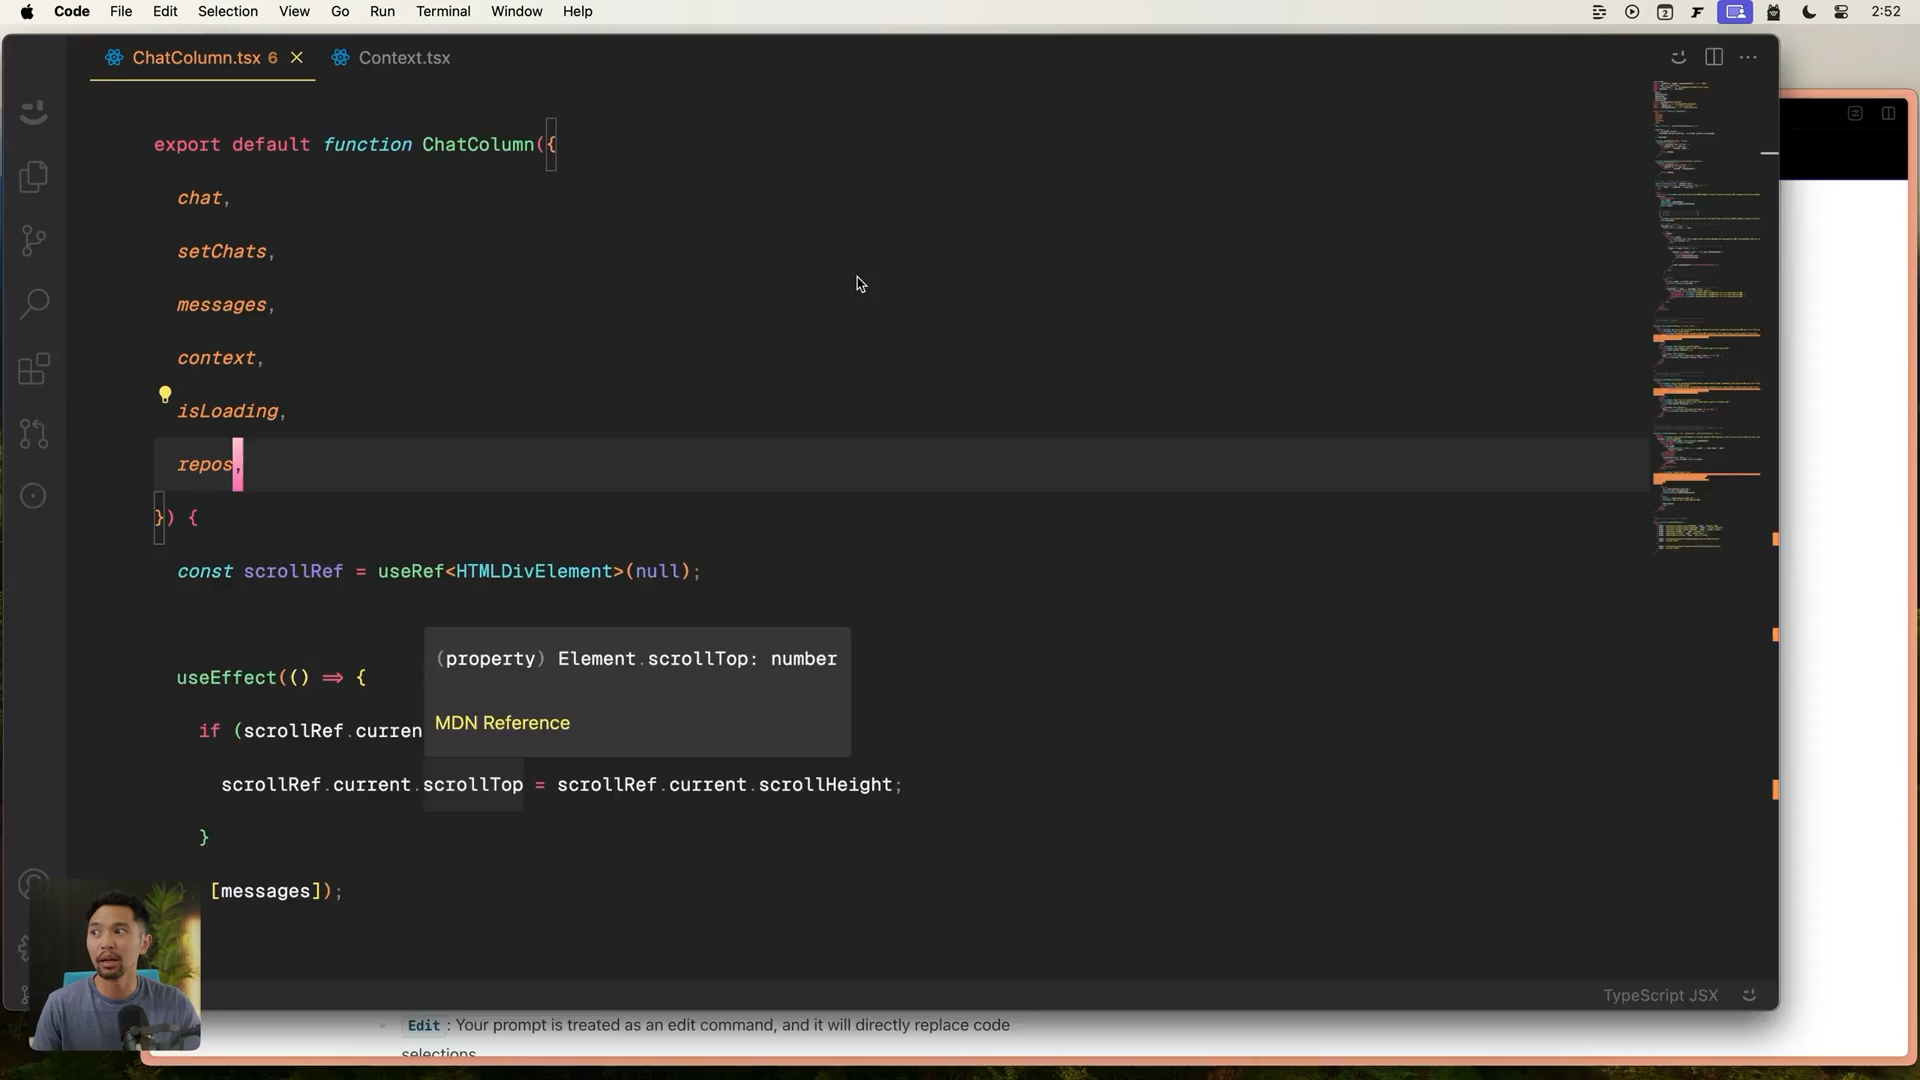 Code File Edit Selection View Go Run Terminal Window Help 2 2:52
ChatColumn.tsx 6 Context.tsx
export default function ChatColumn({
chat,
setChats,
messages,
context,
isLoading,
repos,
}) {
const scrollRef = useRef<HTMLDivElement>(null);
(property) Element.scrollTop: number
MDN Reference
useEffect(() => {
if (scrollRef.curren
scrollRef.current.scrollTop = scrollRef.current.scrollHeight;
}
[messages]);
TypeScript JSX
Edit : Your prompt is treated as an edit command, and it will directly replace code
selections